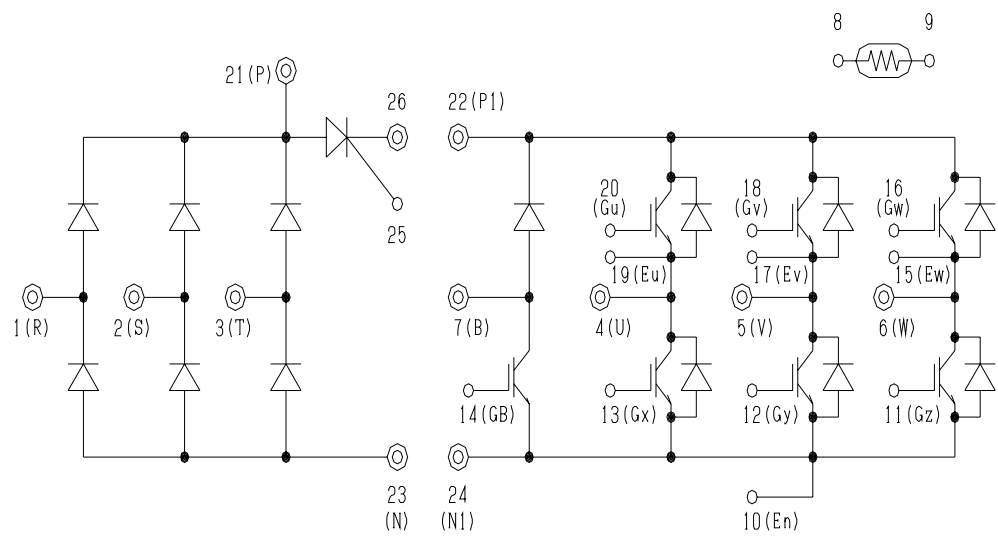 8 9
21(P)
26 22(P1)
20
(Gu)
18
(Gv)
16
(Gw)
25
19(Eu) 17(Ev) 15(Ew)
1(R) 2(S) 3(T) 7(B) 4(U) 5(V) 6(W)
14(GB) 13(Gx) 12(Gy) 11(Gz)
23
(N)
24
(N1)
10(En)